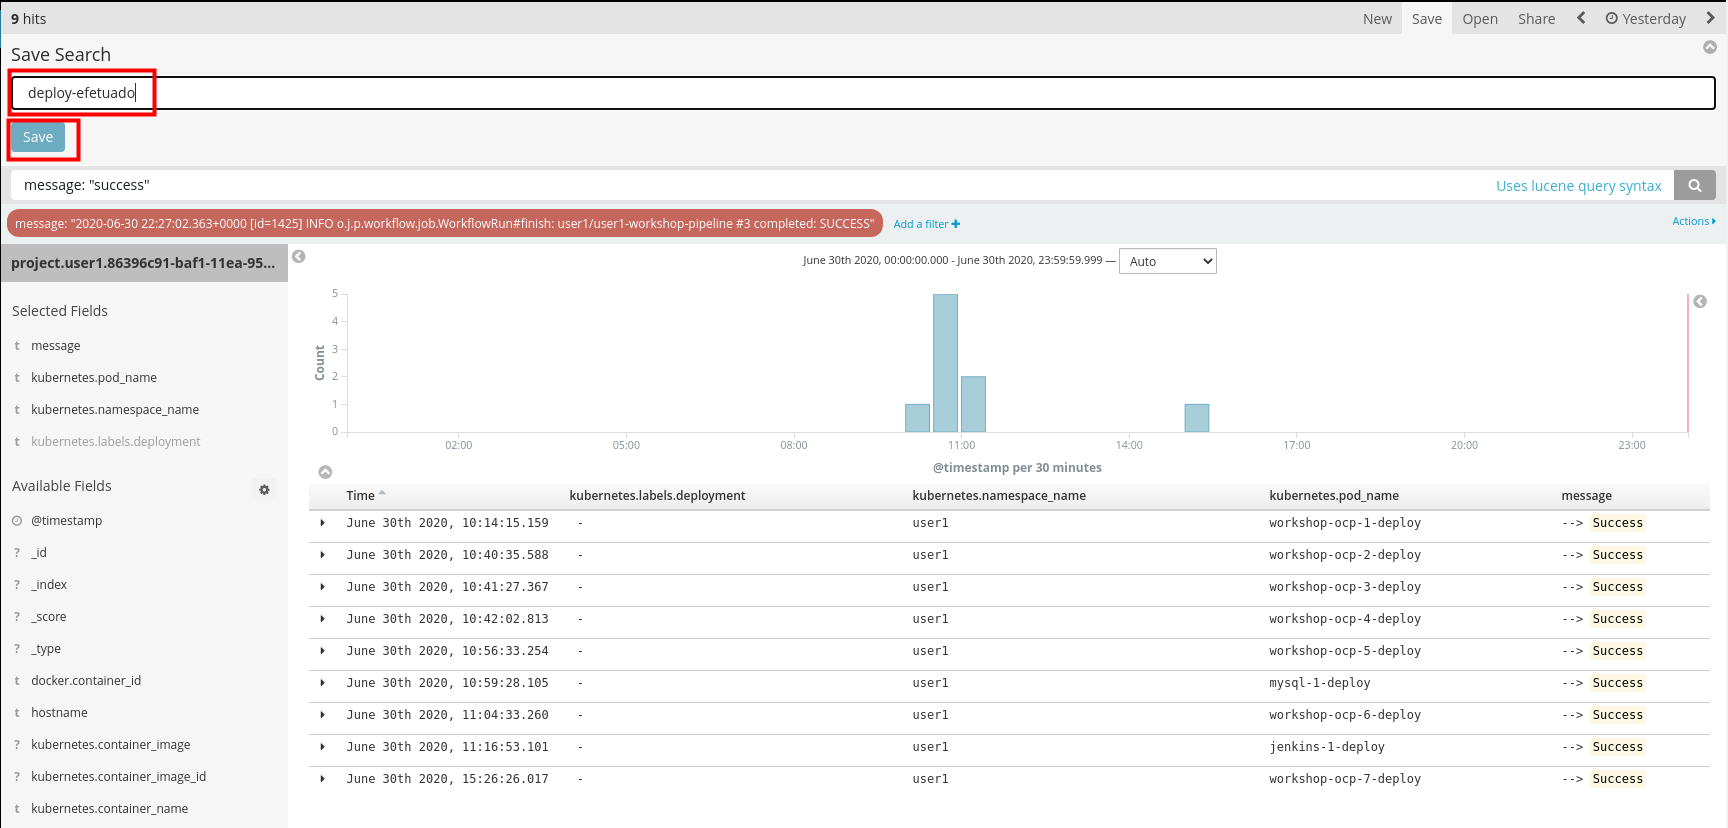 9 hits
New Save Open Share Yesterday
Save Search
deploy-efetuado
Save
message: "success"
Uses lucene query syntax
message: "2020-06-30 22:27:02.363+0000 [id=1425] INFO o.j.p.workflow.job.WorkflowRun#finish: user1/user1-workshop-pipeline #3 completed: SUCCESS"
Add a filter +
Actions
project.user1.86396c91-baf1-11ea-95...
Selected Fields
t message
t kubernetes.pod_name
t kubernetes.namespace_name
t kubernetes.labels.deployment
Available Fields
@timestamp
? _id
? _index
? _score
? _type
t docker.container_id
t hostname
? kubernetes.container_image
? kubernetes.container_image_id
t kubernetes.container_name
June 30th 2020, 00:00:00.000 - June 30th 2020, 23:59:59.999 — Auto
Count
5
4
3
2
1
0
02:00 05:00 08:00 11:00 14:00 17:00 20:00 23:00
@timestamp per 30 minutes
Time kubernetes.labels.deployment kubernetes.namespace_name kubernetes.pod_name message
June 30th 2020, 10:14:15.159 - user1 workshop-ocp-1-deploy --> Success
June 30th 2020, 10:40:35.588 - user1 workshop-ocp-2-deploy --> Success
June 30th 2020, 10:41:27.367 - user1 workshop-ocp-3-deploy --> Success
June 30th 2020, 10:42:02.813 - user1 workshop-ocp-4-deploy --> Success
June 30th 2020, 10:56:33.254 - user1 workshop-ocp-5-deploy --> Success
June 30th 2020, 10:59:28.105 - user1 mysql-1-deploy --> Success
June 30th 2020, 11:04:33.260 - user1 workshop-ocp-6-deploy --> Success
June 30th 2020, 11:16:53.101 - user1 jenkins-1-deploy --> Success
June 30th 2020, 15:26:26.017 - user1 workshop-ocp-7-deploy --> Success